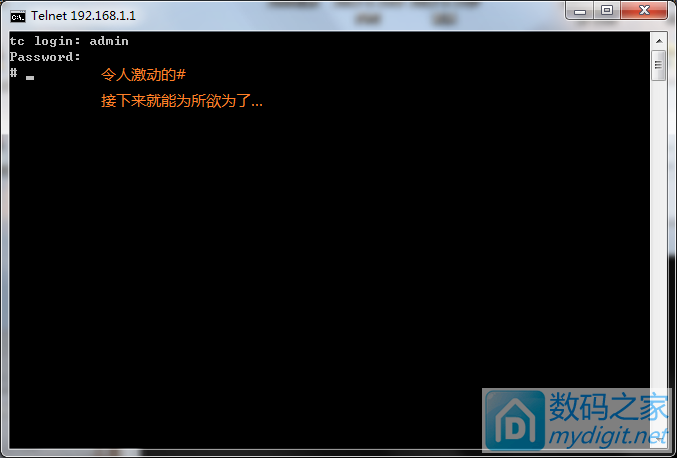 Telnet 192.168.1.1
tc login: admin
Password:
#
令人激动的#
接下来就能为所欲为了...
数码之家
mydigit.net